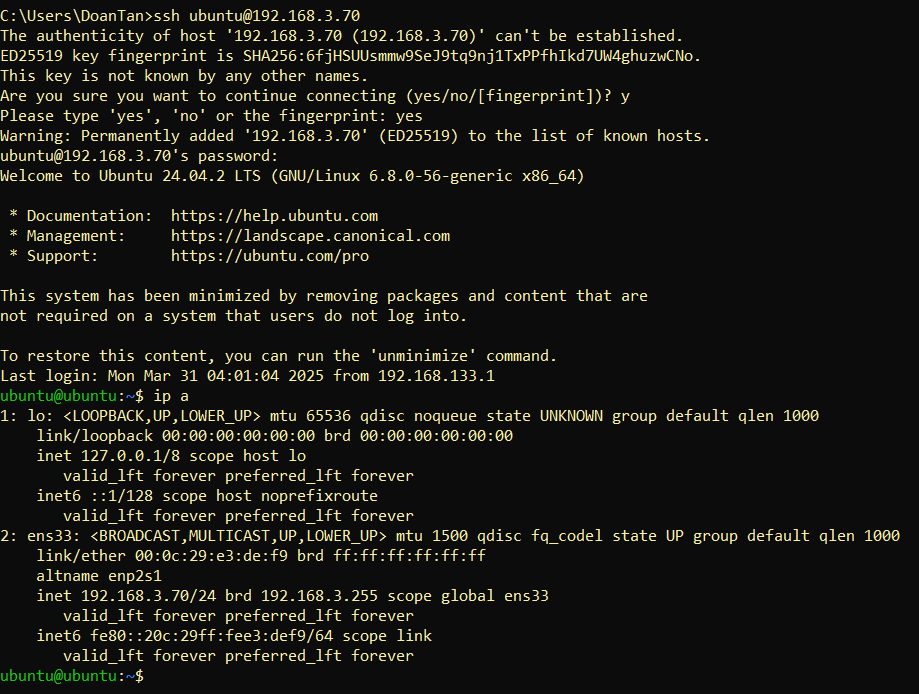 C:\Users\DoanTan>ssh ubuntu@192.168.3.70
The authenticity of host '192.168.3.70 (192.168.3.70)' can't be established.
ED25519 key fingerprint is SHA256:6fjHSUUsmmw9SeJ9tq9nj1TxPPfhIkd7UW4ghuzwCNo.
This key is not known by any other names.
Are you sure you want to continue connecting (yes/no/[fingerprint])? y
Please type 'yes', 'no' or the fingerprint: yes
Warning: Permanently added '192.168.3.70' (ED25519) to the list of known hosts.
ubuntu@192.168.3.70's password:
Welcome to Ubuntu 24.04.2 LTS (GNU/Linux 6.8.0-56-generic x86_64)

 * Documentation:  https://help.ubuntu.com
 * Management:     https://landscape.canonical.com
 * Support:        https://ubuntu.com/pro

This system has been minimized by removing packages and content that are
not required on a system that users do not log into.

To restore this content, you can run the 'unminimize' command.
Last login: Mon Mar 31 04:01:04 2025 from 192.168.133.1
ubuntu@ubuntu:~$ ip a
1: lo: <LOOPBACK,UP,LOWER_UP> mtu 65536 qdisc noqueue state UNKNOWN group default qlen 1000
    link/loopback 00:00:00:00:00:00 brd 00:00:00:00:00:00
    inet 127.0.0.1/8 scope host lo
       valid_lft forever preferred_lft forever
    inet6 ::1/128 scope host noprefixroute
       valid_lft forever preferred_lft forever
2: ens33: <BROADCAST,MULTICAST,UP,LOWER_UP> mtu 1500 qdisc fq_codel state UP group default qlen 1000
    link/ether 00:0c:29:e3:de:f9 brd ff:ff:ff:ff:ff:ff
    altname enp2s1
    inet 192.168.3.70/24 brd 192.168.3.255 scope global ens33
       valid_lft forever preferred_lft forever
    inet6 fe80::20c:29ff:fee3:def9/64 scope link
       valid_lft forever preferred_lft forever
ubuntu@ubuntu:~$